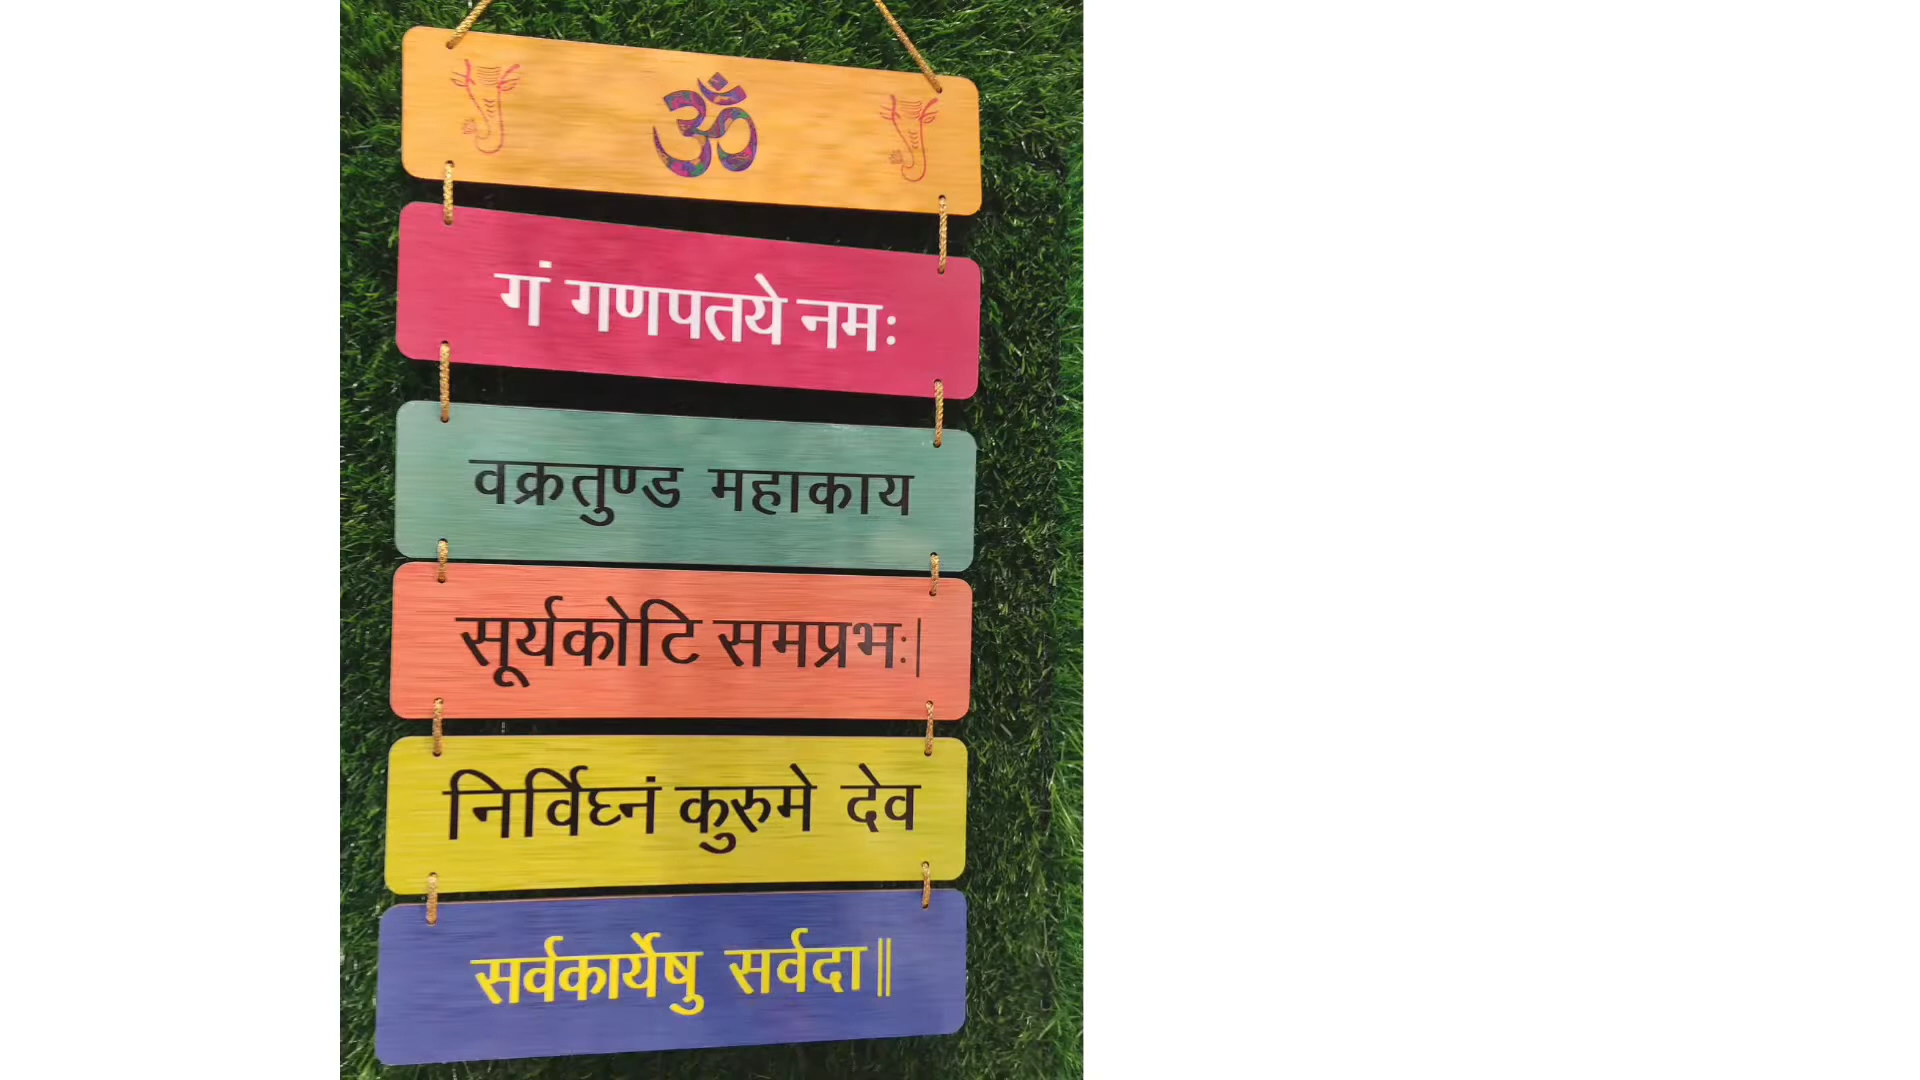 ॐ
गं गणपतये नमः
वक्रतुण्ड महाकाय
सूर्यकोटि समप्रभः|
निर्विघ्नं कुरुमे देव
सर्वकार्येषु सर्वदा॥